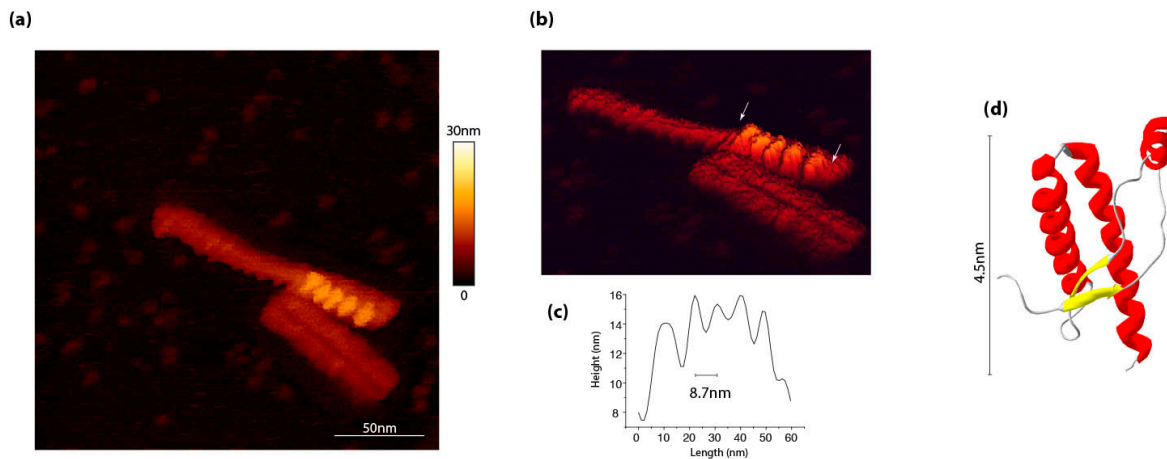 (a)
30nm
0
50nm
(b)
(c)
Height (nm)
16
14
12
10
8
8.7nm
0 10 20 30 40 50 60
Length (nm)
(d)
4.5nm